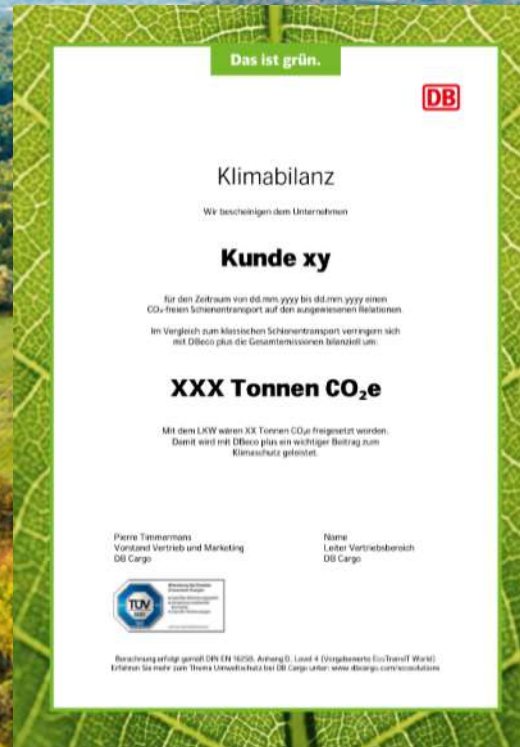 Das ist grün.
DB
Klimabilanz
Wir bescheinigen dem Unternehmen
Kunde xy
für den Zeitraum von dd.mm.yyyy bis dd.mm.yyyy einen
CO₂-freien Schienentransport auf den ausgewiesenen Relationen.
Im Vergleich zum klassischen Schienentransport verringern sich
mit DBeco plus die Gesamtemissionen bilanziell um:
XXX Tonnen CO₂e
Mit dem LKW wären XX Tonnen CO₂e freigesetzt worden.
Damit wird mit DBeco plus ein wichtiger Beitrag zum
Klimaschutz geleistet.
Pierre Timmermans
Vorstand Vertrieb und Marketing
DB Cargo
Name
Leiter Vertriebsbereich
DB Cargo
TÜV
Berechnung erfolgt gemäß DIN EN 16258, Anhang D, Level 4 (Vorgabewerte EcoTransIT World)
Erfahren Sie mehr zum Thema Umweltschutz bei DB Cargo unter: www.dbcargo.com/ecosolutions